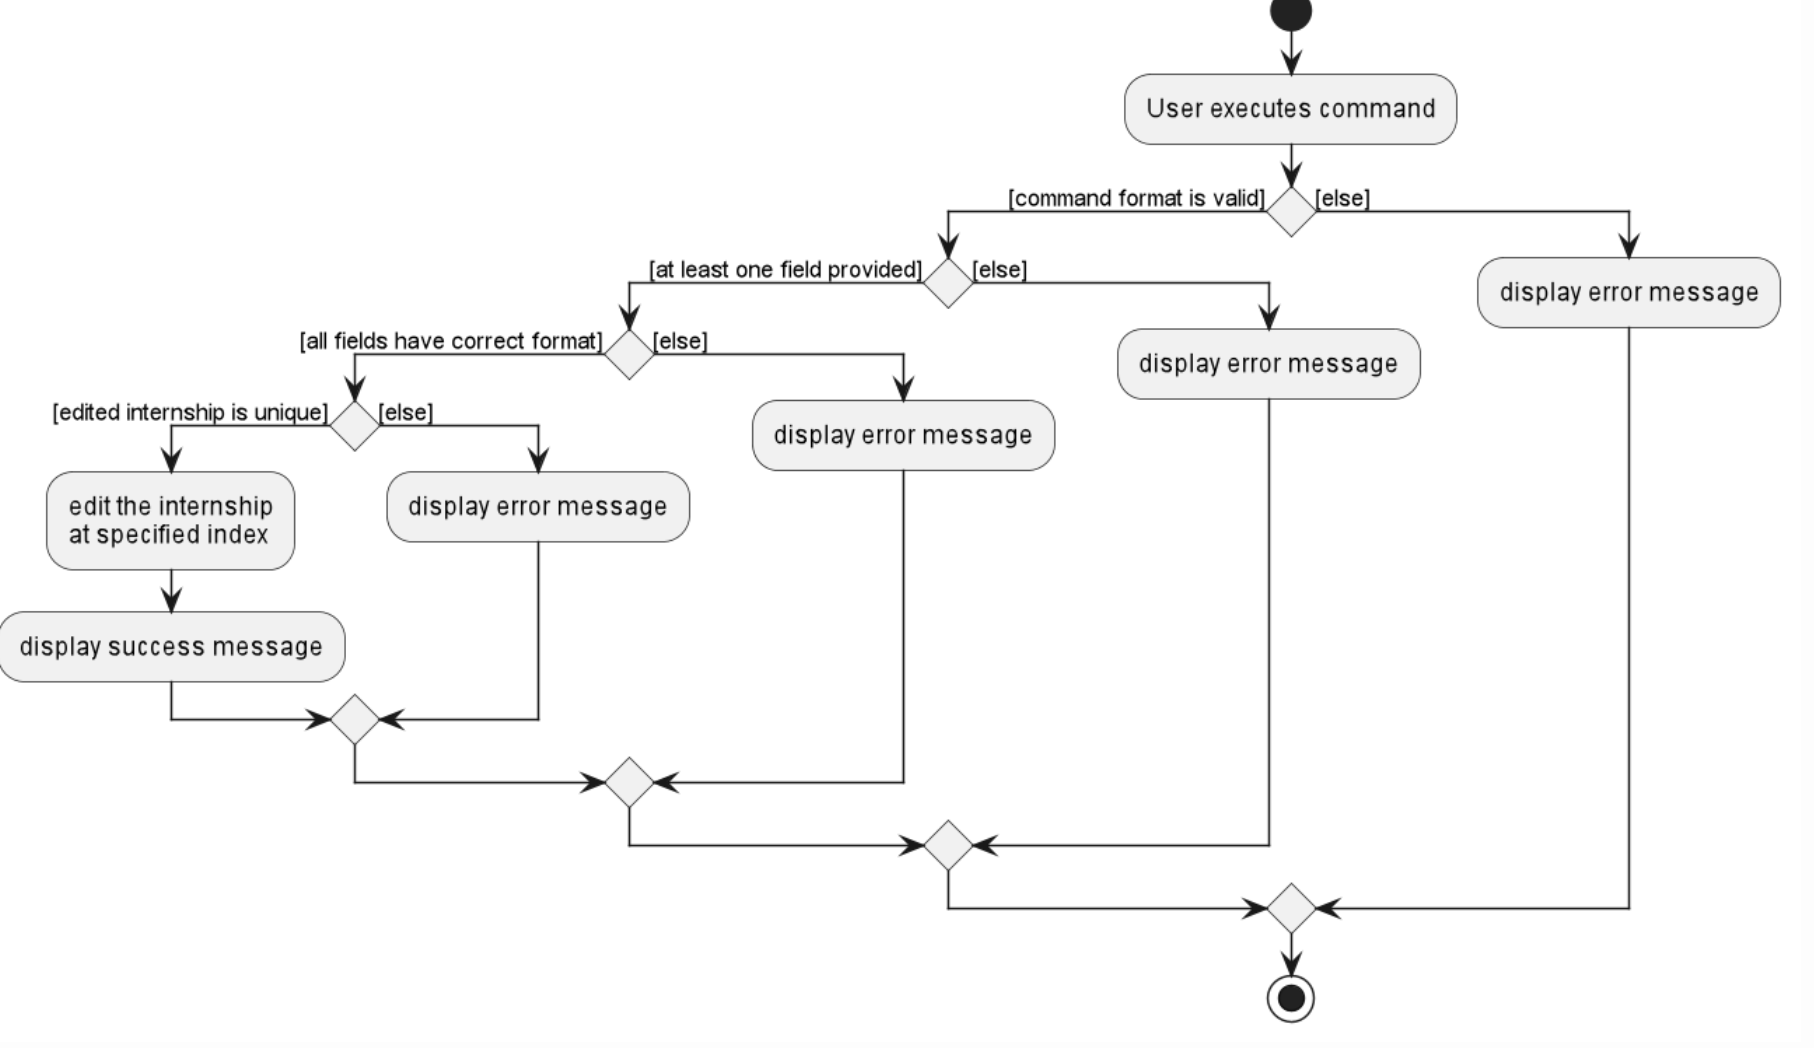 User executes command
[command format is valid]
[else]
[at least one field provided]
[else]
display error message
[all fields have correct format]
[else]
display error message
[edited internship is unique]
[else]
display error message
edit the internship
at specified index
display error message
display success message